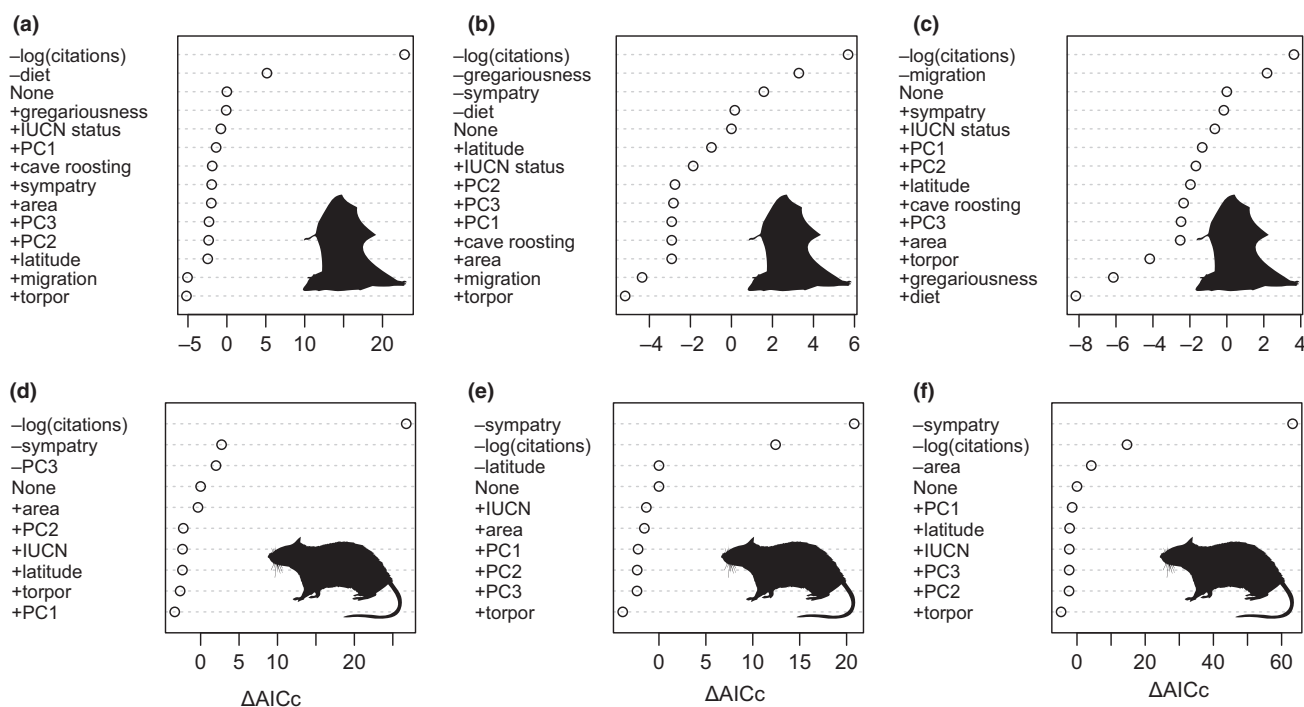 (a)
–log(citations)
–diet
None
+gregariousness
+IUCN status
+PC1
+cave roosting
+sympatry
+area
+PC3
+PC2
+latitude
+migration
+torpor
–5 0 5 10 20
(b)
–log(citations)
–gregariousness
–sympatry
–diet
None
+latitude
+IUCN status
+PC2
+PC3
+PC1
+cave roosting
+area
+migration
+torpor
–4 –2 0 2 4 6
(c)
–log(citations)
–migration
None
+sympatry
+IUCN status
+PC1
+PC2
+latitude
+cave roosting
+PC3
+area
+torpor
+gregariousness
+diet
–8 –6 –4 –2 0 2 4
(d)
–log(citations)
–sympatry
–PC3
None
+area
+PC2
+IUCN
+latitude
+torpor
+PC1
0 5 10 20
ΔAICc
(e)
–sympatry
–log(citations)
–latitude
None
+IUCN
+area
+PC1
+PC2
+PC3
+torpor
0 5 10 15 20
ΔAICc
(f)
–sympatry
–log(citations)
–area
None
+PC1
+latitude
+IUCN
+PC3
+PC2
+torpor
0 20 40 60
ΔAICc